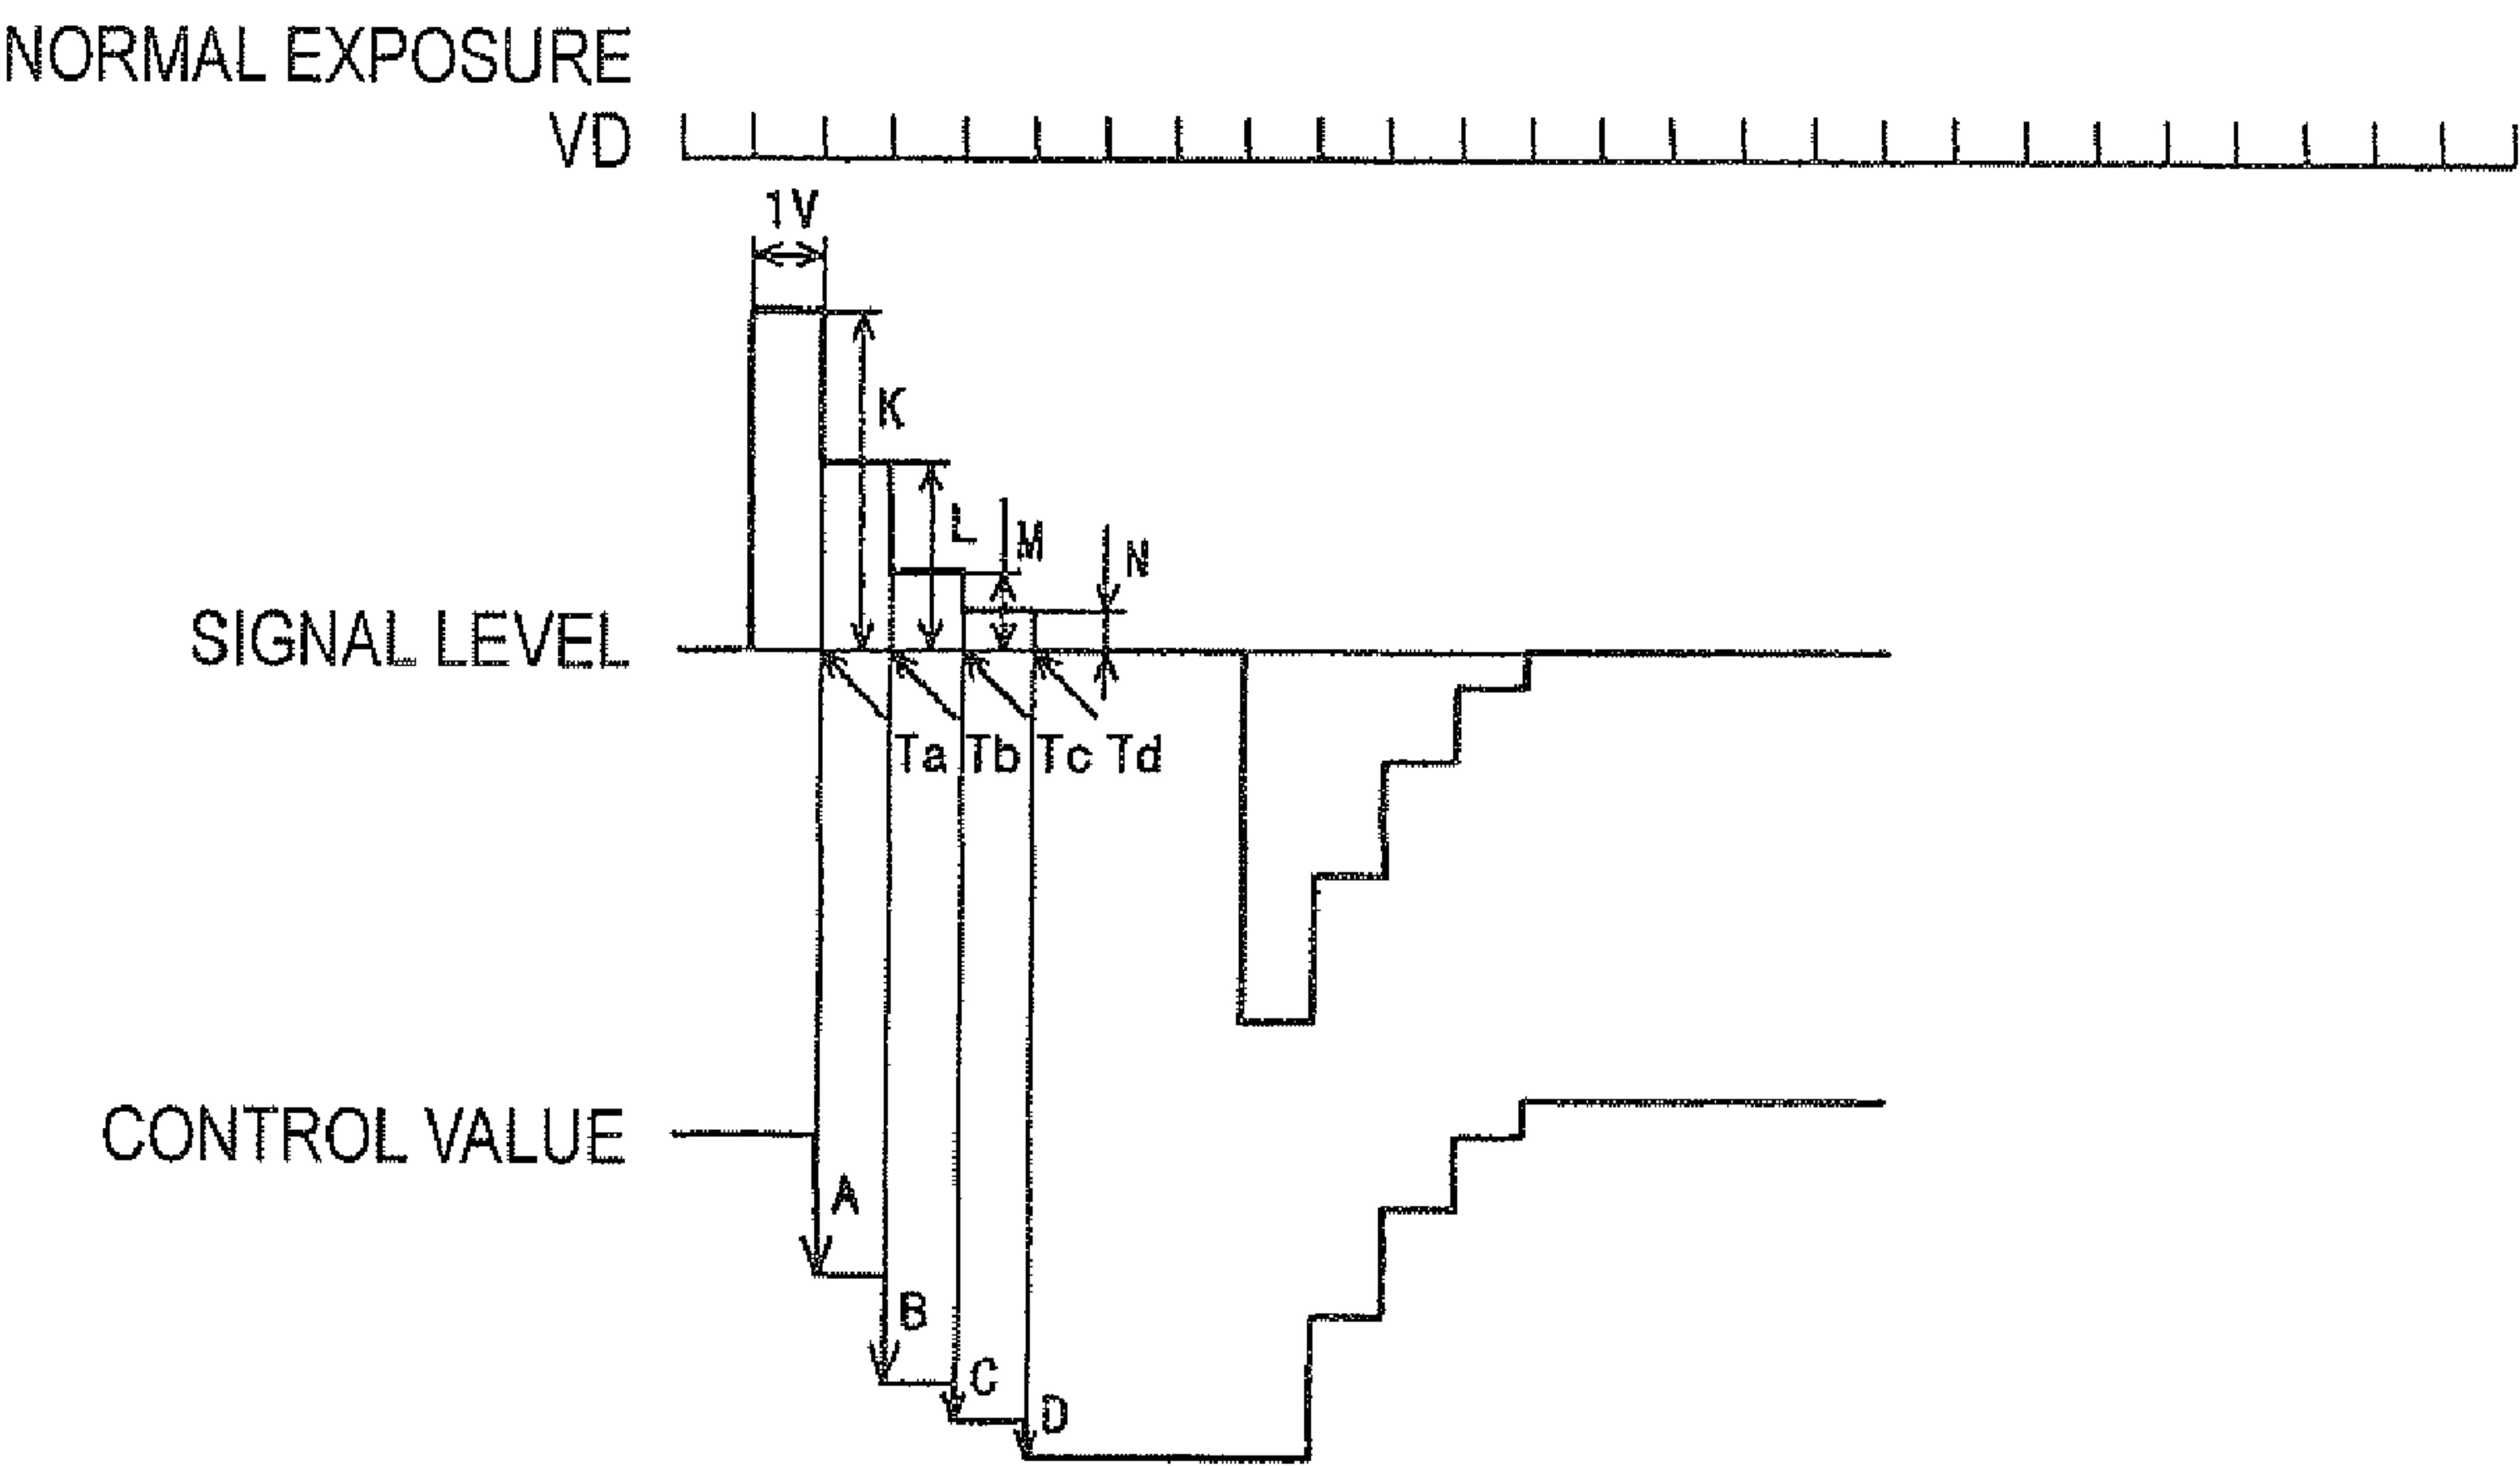 NORMAL EXPOSURE
VD
1V
K
L
M
N
SIGNAL LEVEL
Ta Tb Tc Td
CONTROL VALUE
A
B
C
D